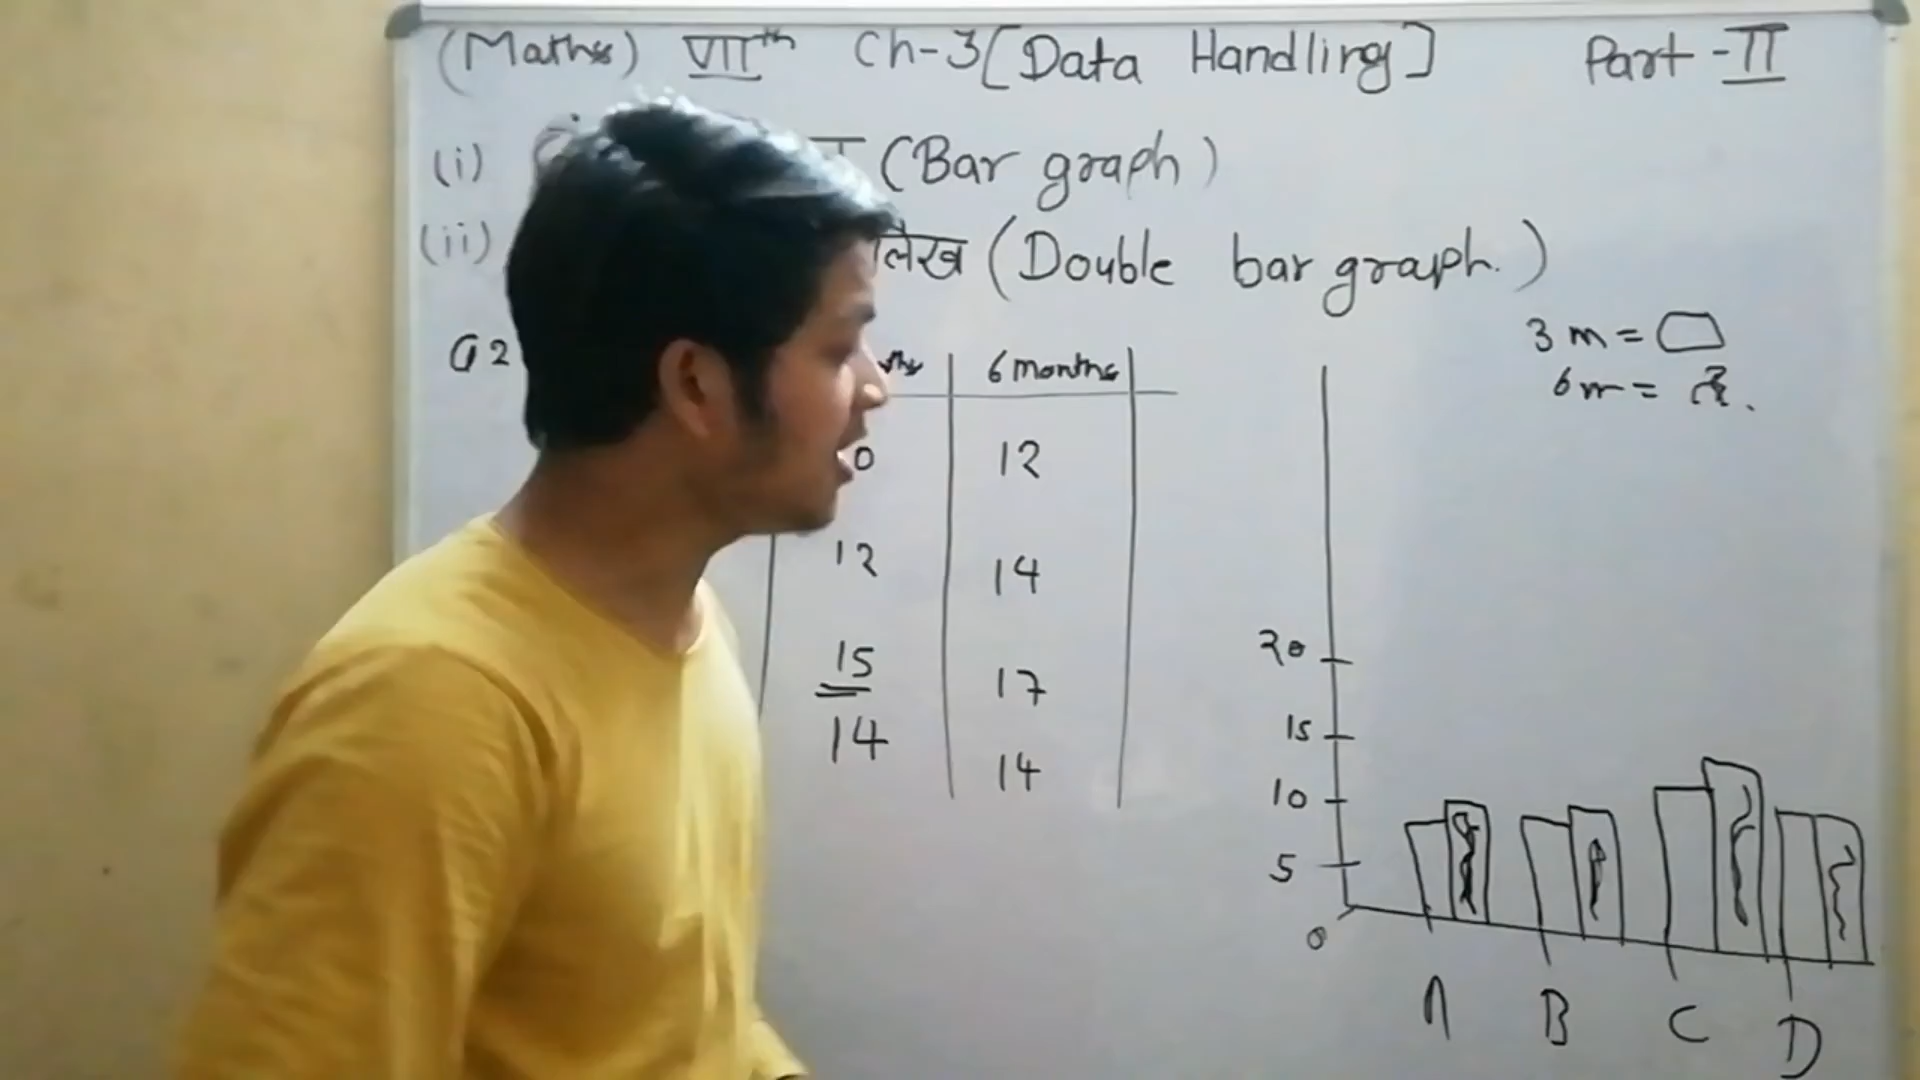 (Maths) VIIth Ch-3 [Data Handling] Part-II
(i) (Bar graph)
(ii) लेख (Double bar graph.)
3 m =
6 m =
Q2 6 months
0 12
12 14
15 17
14 14
20
15
10
5
0
A B C D